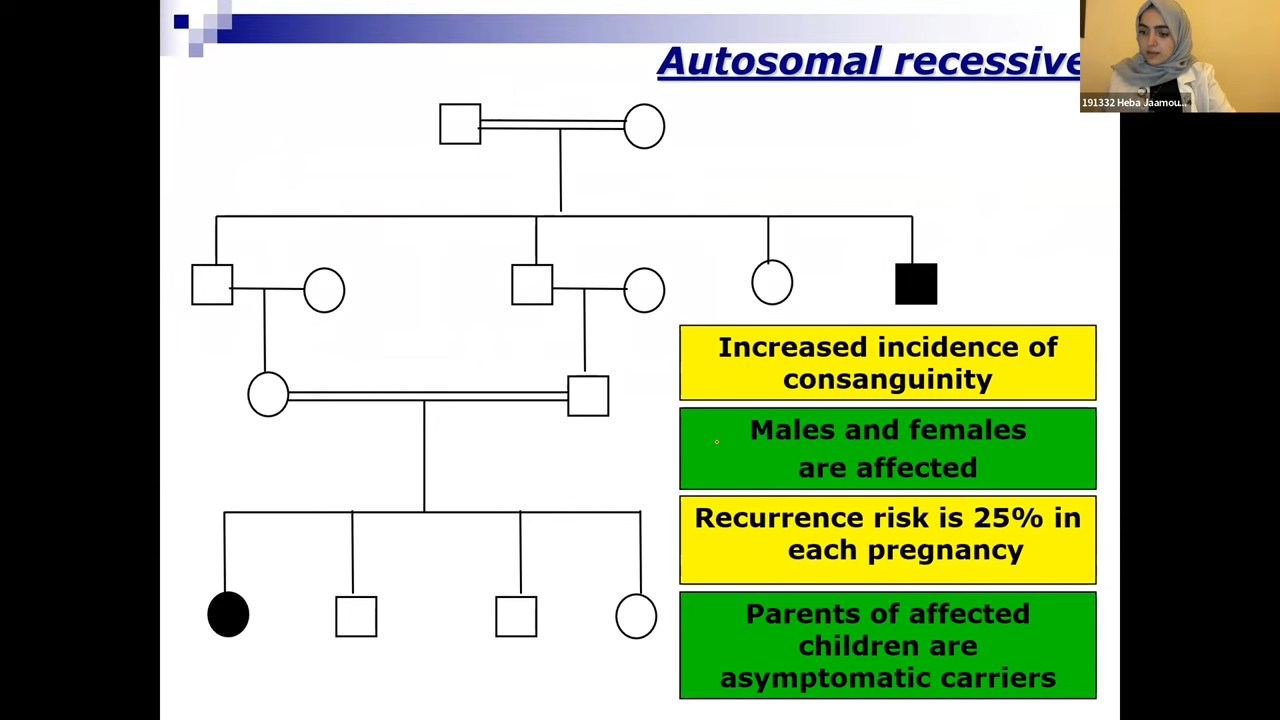 Autosomal recessive
191332 Heba Jaamou...
Increased incidence of
consanguinity
Males and females
are affected
Recurrence risk is 25% in
each pregnancy
Parents of affected
children are
asymptomatic carriers